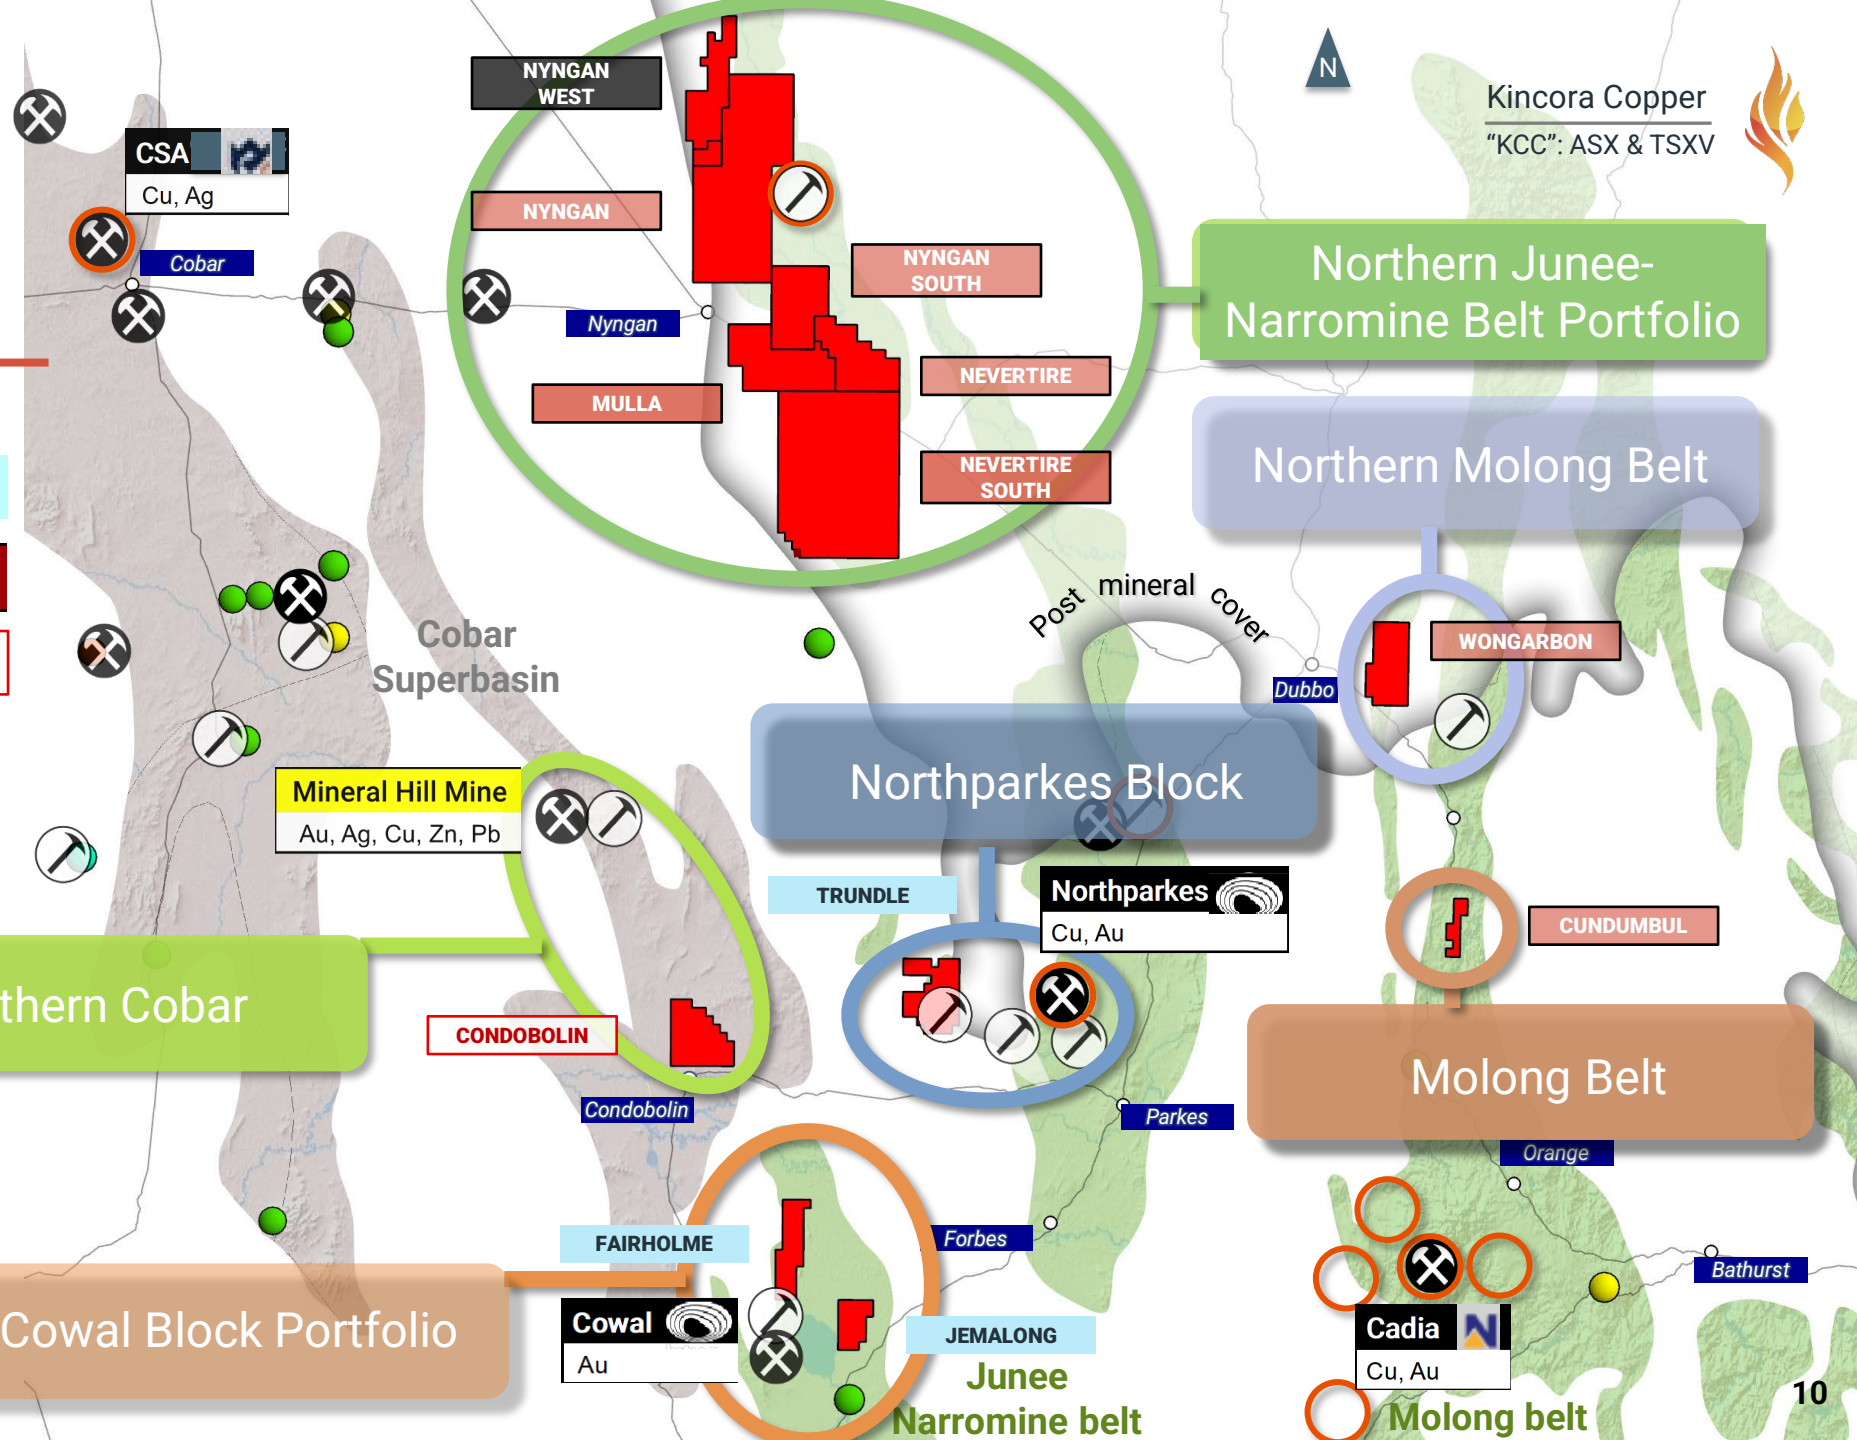 NYNGAN
WEST
N
Kincora Copper
"KCC": ASX & TSXV
CSA
Cu, Ag
Cobar
NYNGAN
NYNGAN
SOUTH
Northern Junee-
Narromine Belt Portfolio
Nyngan
NEVERTIRE
MULLA
Northern Molong Belt
NEVERTIRE
SOUTH
Post mineral cover
Cobar
Superbasin
WONGARBON
Dubbo
Northparkes Block
Mineral Hill Mine
Au, Ag, Cu, Zn, Pb
TRUNDLE
Northparkes
Cu, Au
CUNDUMBUL
thern Cobar
CONDOBOLIN
Molong Belt
Condobolin
Parkes
Orange
FAIRHOLME
Forbes
Bathurst
Cowal Block Portfolio
Cowal
Au
JEMALONG
Cadia
Cu, Au
Junee
Narromine belt
Molong belt
10